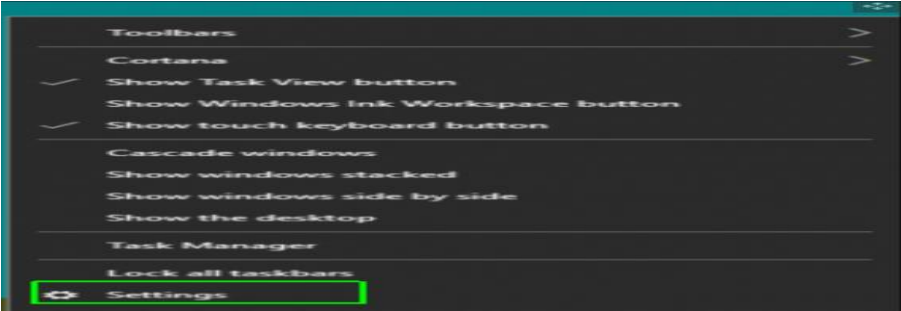 Toolbars
Cortana
Show Task View button
Show Windows Ink Workspace button
Show touch keyboard button
Cascade windows
Show windows stacked
Show windows side by side
Show the desktop
Task Manager
Lock all taskbars
Settings